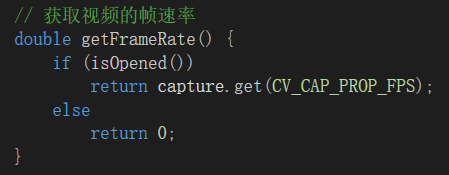 // 获取视频的帧速率
double getFrameRate() {
    if (isOpened())
        return capture.get(CV_CAP_PROP_FPS);
    else
        return 0;
}